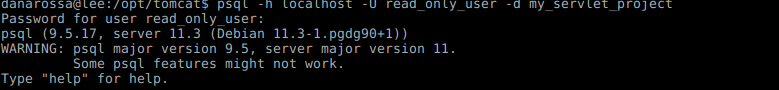 danarossa@lee:/opt/tomcat$ psql -h localhost -U read_only_user -d my_servlet_project
Password for user read_only_user:
psql (9.5.17, server 11.3 (Debian 11.3-1.pgdg90+1))
WARNING: psql major version 9.5, server major version 11.
         Some psql features might not work.
Type "help" for help.